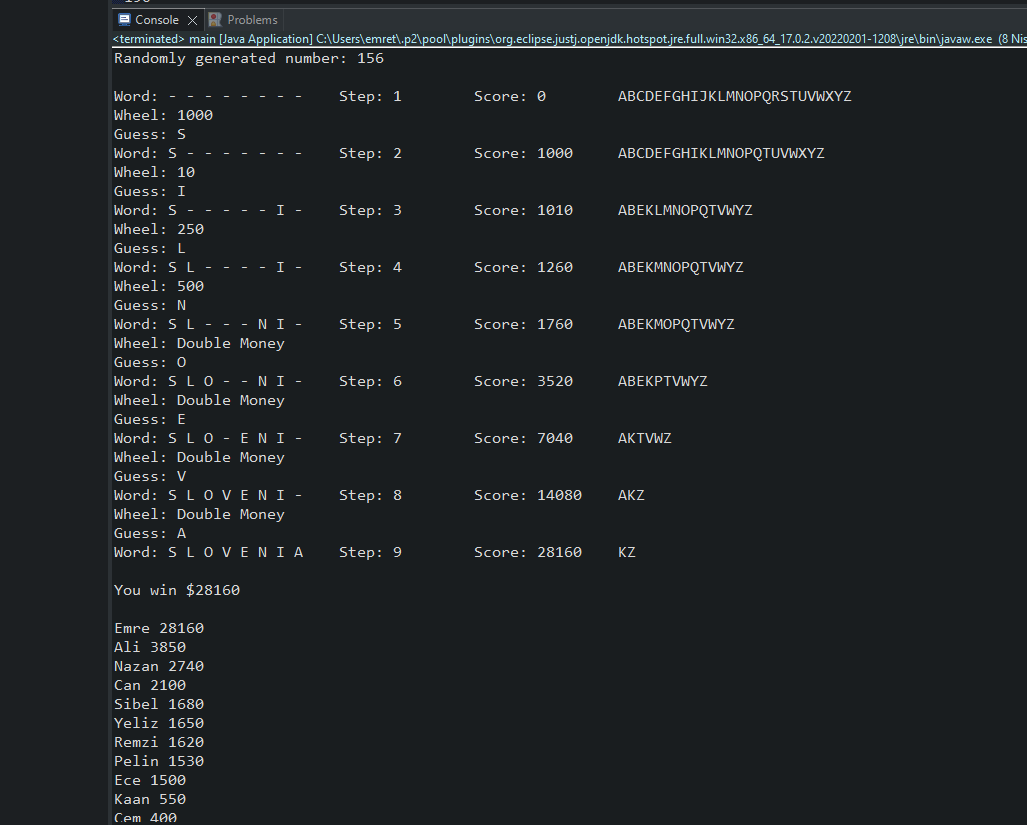 Console Problems
<terminated> main [Java Application] C:\Users\emret\.p2\pool\plugins\org.eclipse.justj.openjdk.hotspot.jre.full.win32.x86_64_17.0.2.v20220201-1208\jre\bin\javaw.exe (8 Nis
Randomly generated number: 156
Word: - - - - - - - - Step: 1 Score: 0 ABCDEFGHIJKLMNOPQRSTUVWXYZ
Wheel: 1000
Guess: S
Word: S - - - - - - - Step: 2 Score: 1000 ABCDEFGHIKLMNOPQTUVWXYZ
Wheel: 10
Guess: I
Word: S - - - - - I - Step: 3 Score: 1010 ABEKLMNOPQTVWYZ
Wheel: 250
Guess: L
Word: S L - - - - I - Step: 4 Score: 1260 ABEKMNOPQTVWYZ
Wheel: 500
Guess: N
Word: S L - - - N I - Step: 5 Score: 1760 ABEKMOPQTVWYZ
Wheel: Double Money
Guess: O
Word: S L O - - N I - Step: 6 Score: 3520 ABEKPTVWYZ
Wheel: Double Money
Guess: E
Word: S L O - E N I - Step: 7 Score: 7040 AKTVWZ
Wheel: Double Money
Guess: V
Word: S L O V E N I - Step: 8 Score: 14080 AKZ
Wheel: Double Money
Guess: A
Word: S L O V E N I A Step: 9 Score: 28160 KZ
You win $28160
Emre 28160
Ali 3850
Nazan 2740
Can 2100
Sibel 1680
Yeliz 1650
Remzi 1620
Pelin 1530
Ece 1500
Kaan 550
Cem 400